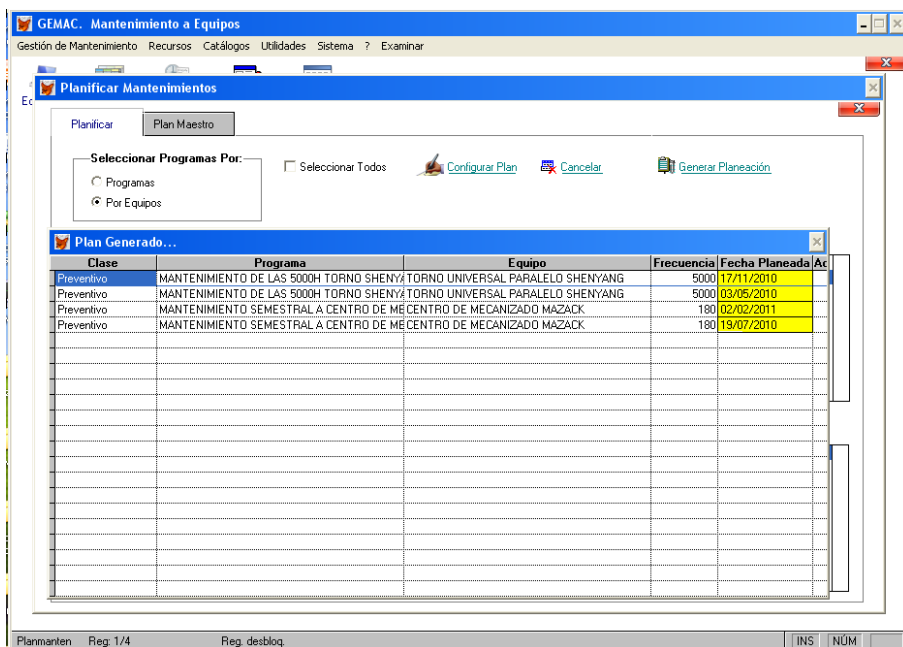 GEMAC. Mantenimiento a Equipos
Gestión de Mantenimiento Recursos Catálogos Utilidades Sistema ? Examinar
Planificar Mantenimientos
Planificar Plan Maestro
Seleccionar Programas Por:
Seleccionar Todos Configurar Plan Cancelar Generar Planeación
Programas
Por Equipos
Plan Generado...
Clase Programa Equipo Frecuencia Fecha Planeada Ac
Preventivo MANTENIMIENTO DE LAS 5000H TORNO SHENYA TORNO UNIVERSAL PARALELO SHENYANG 5000 17/11/2010
Preventivo MANTENIMIENTO DE LAS 5000H TORNO SHENYA TORNO UNIVERSAL PARALELO SHENYANG 5000 03/05/2010
Preventivo MANTENIMIENTO SEMESTRAL A CENTRO DE ME CENTRO DE MECANIZADO MAZACK 180 02/02/2011
Preventivo MANTENIMIENTO SEMESTRAL A CENTRO DE ME CENTRO DE MECANIZADO MAZACK 180 19/07/2010
Planmanten Reg: 1/4 Reg. desbloq. INS NÚM